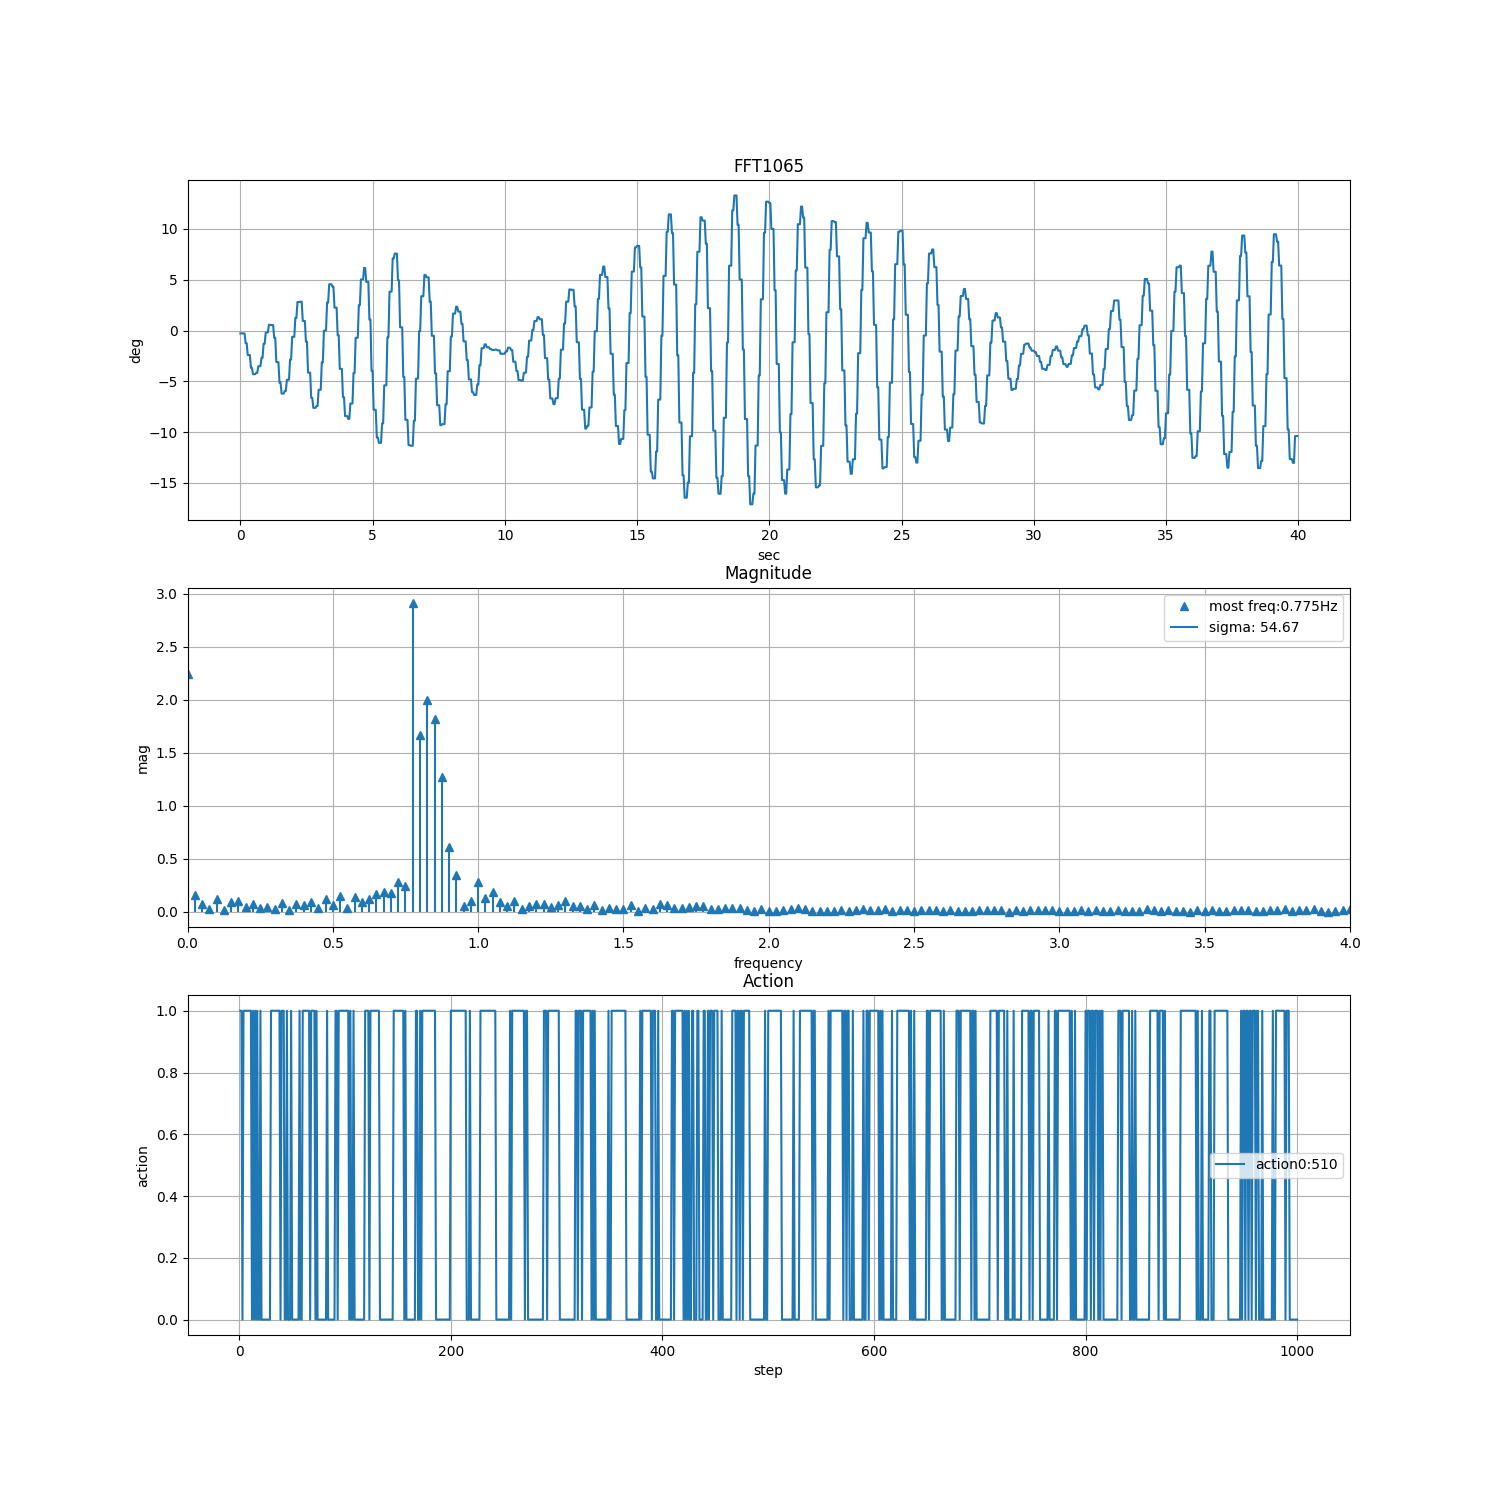 FFT1065
10
5
0
−5
−10
−15
deg
0 5 10 15 20 25 30 35 40
sec
Magnitude
3.0
2.5
2.0
1.5
1.0
0.5
0.0
mag
most freq:0.775Hz
sigma: 54.67
0.0 0.5 1.0 1.5 2.0 2.5 3.0 3.5 4.0
frequency
Action
1.0
0.8
0.6
0.4
0.2
0.0
action
action0:510
0 200 400 600 800 1000
step